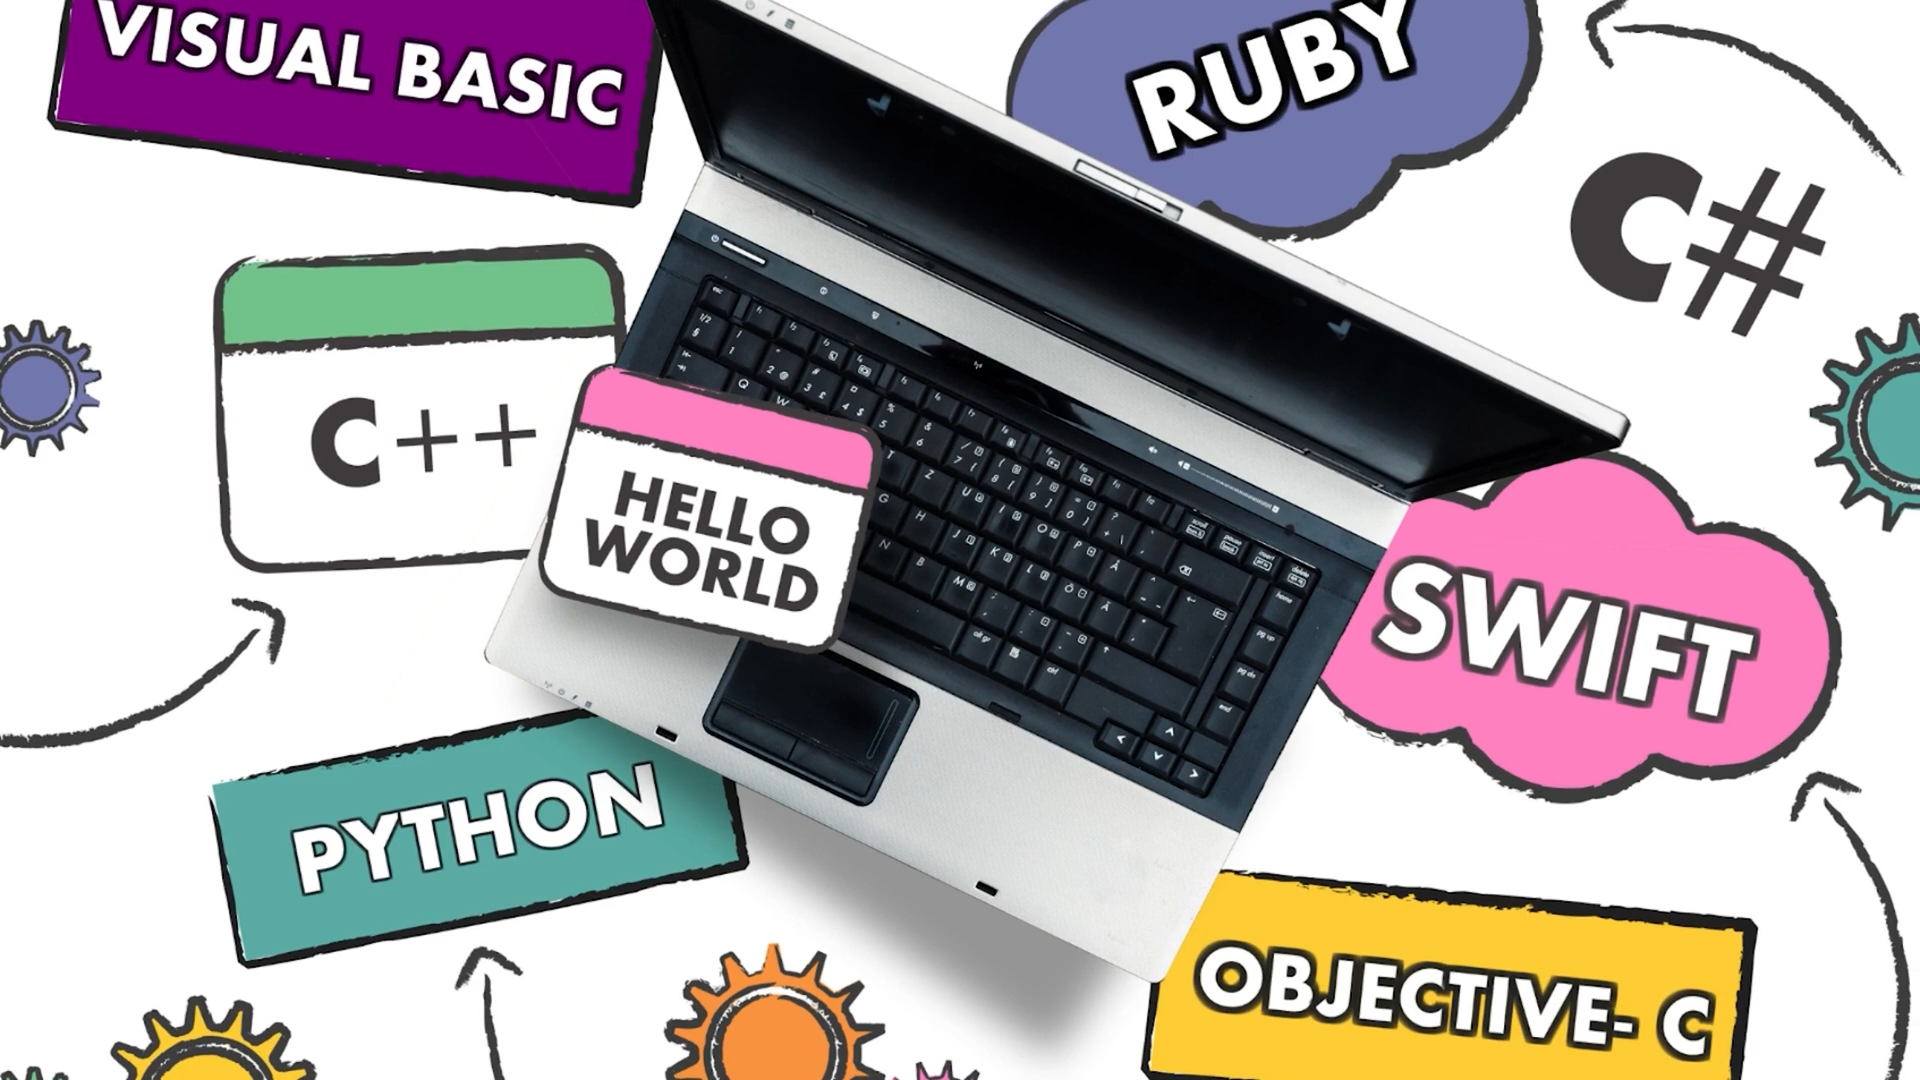 VISUAL BASIC
RUBY
C#
C++
HELLO
WORLD
SWIFT
PYTHON
OBJECTIVE- C